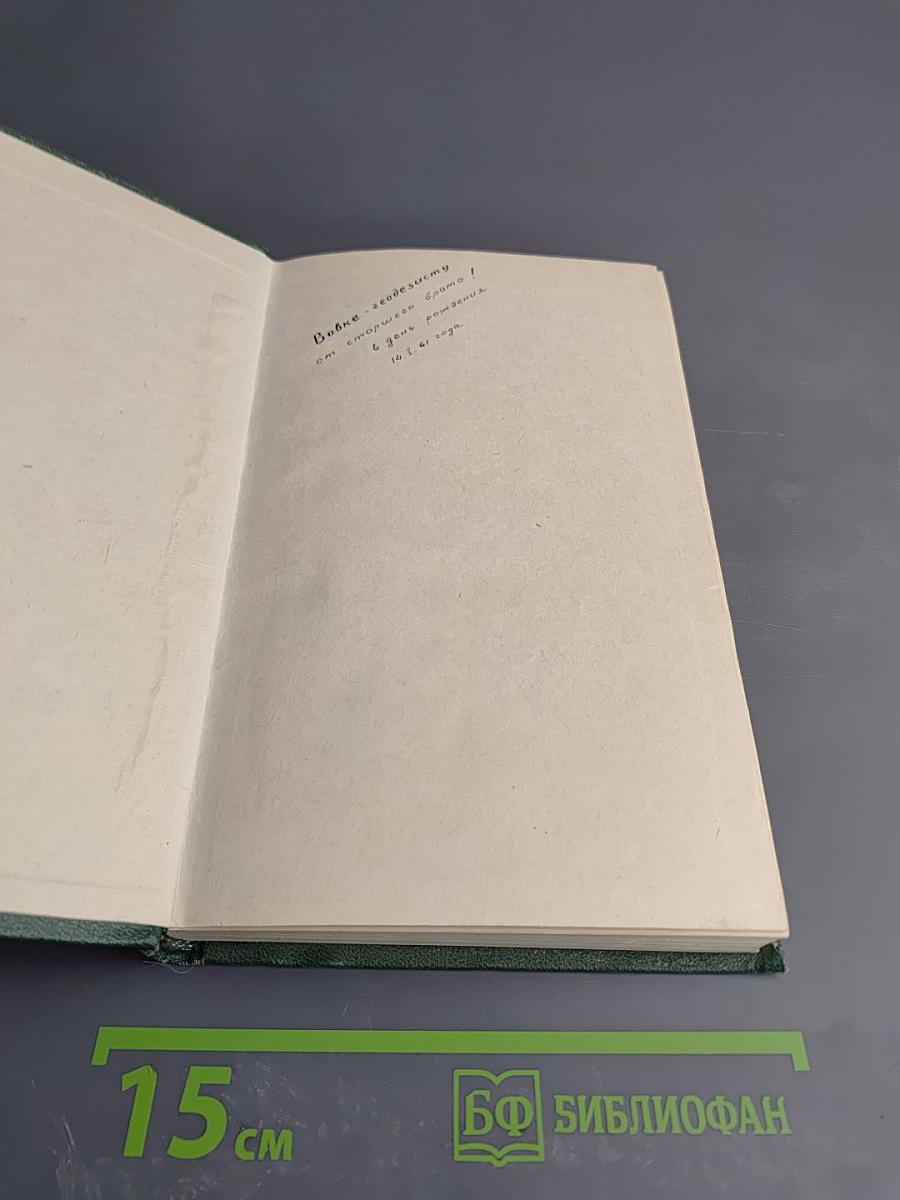 Вовке - геодезисту
от старшего брата!
в день рождения
14.I.61 года
15 см
БФ БИБЛИОФАН